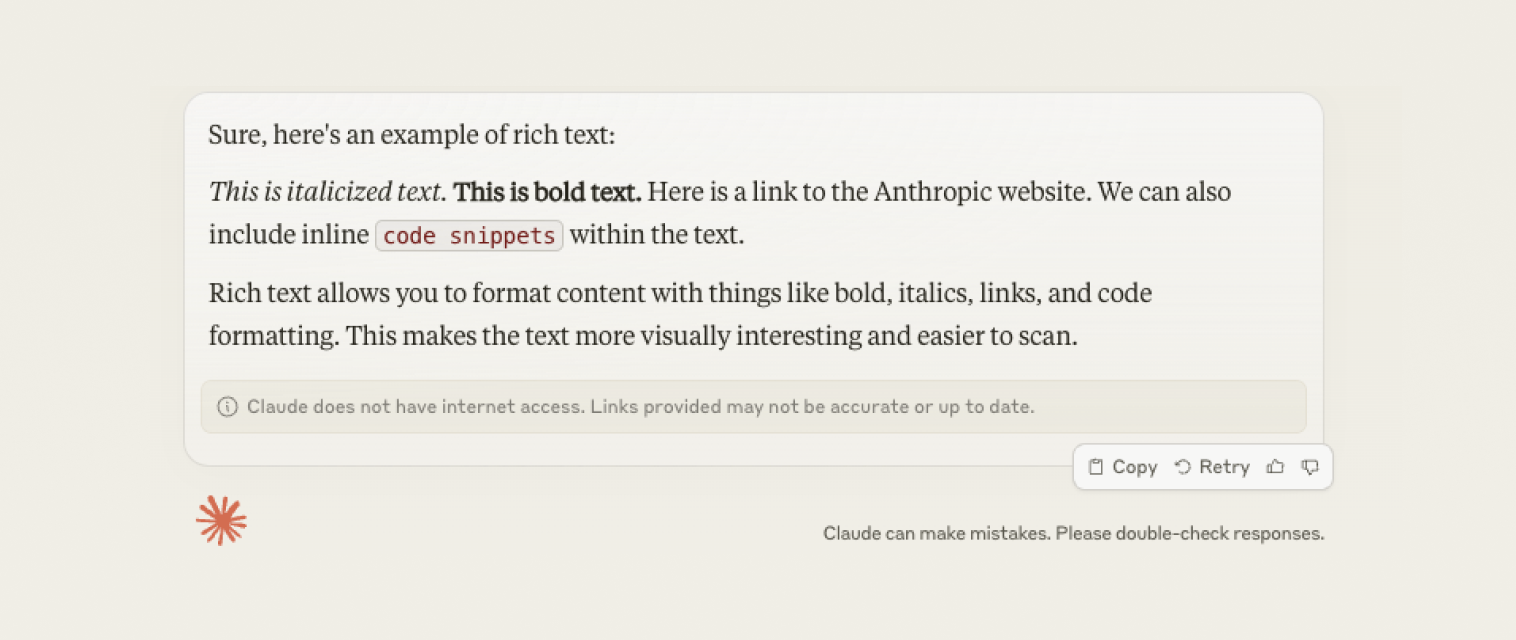 Sure, here's an example of rich text:
This is italicized text. This is bold text. Here is a link to the Anthropic website. We can also
include inline code snippets within the text.
Rich text allows you to format content with things like bold, italics, links, and code
formatting. This makes the text more visually interesting and easier to scan.
Claude does not have internet access. Links provided may not be accurate or up to date.
Copy Retry
Claude can make mistakes. Please double-check responses.